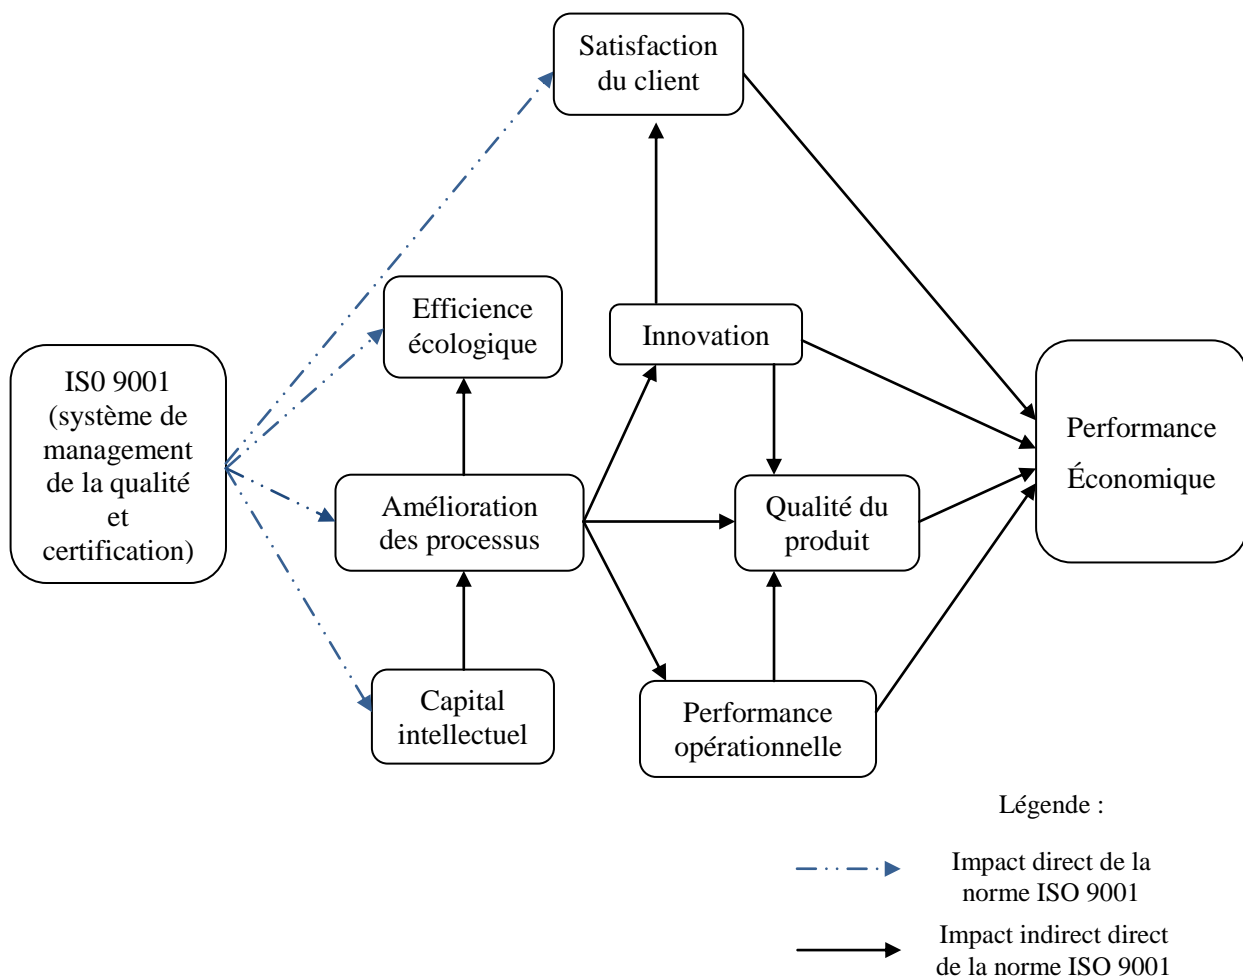 Satisfaction
du client
Efficience
écologique
Innovation
IS0 9001
(système de
management
de la qualité
et
certification)
Performance
Économique
Amélioration
des processus
Qualité du
produit
Capital
intellectuel
Performance
opérationnelle
Légende :
Impact direct de la
norme ISO 9001
Impact indirect direct
de la norme ISO 9001